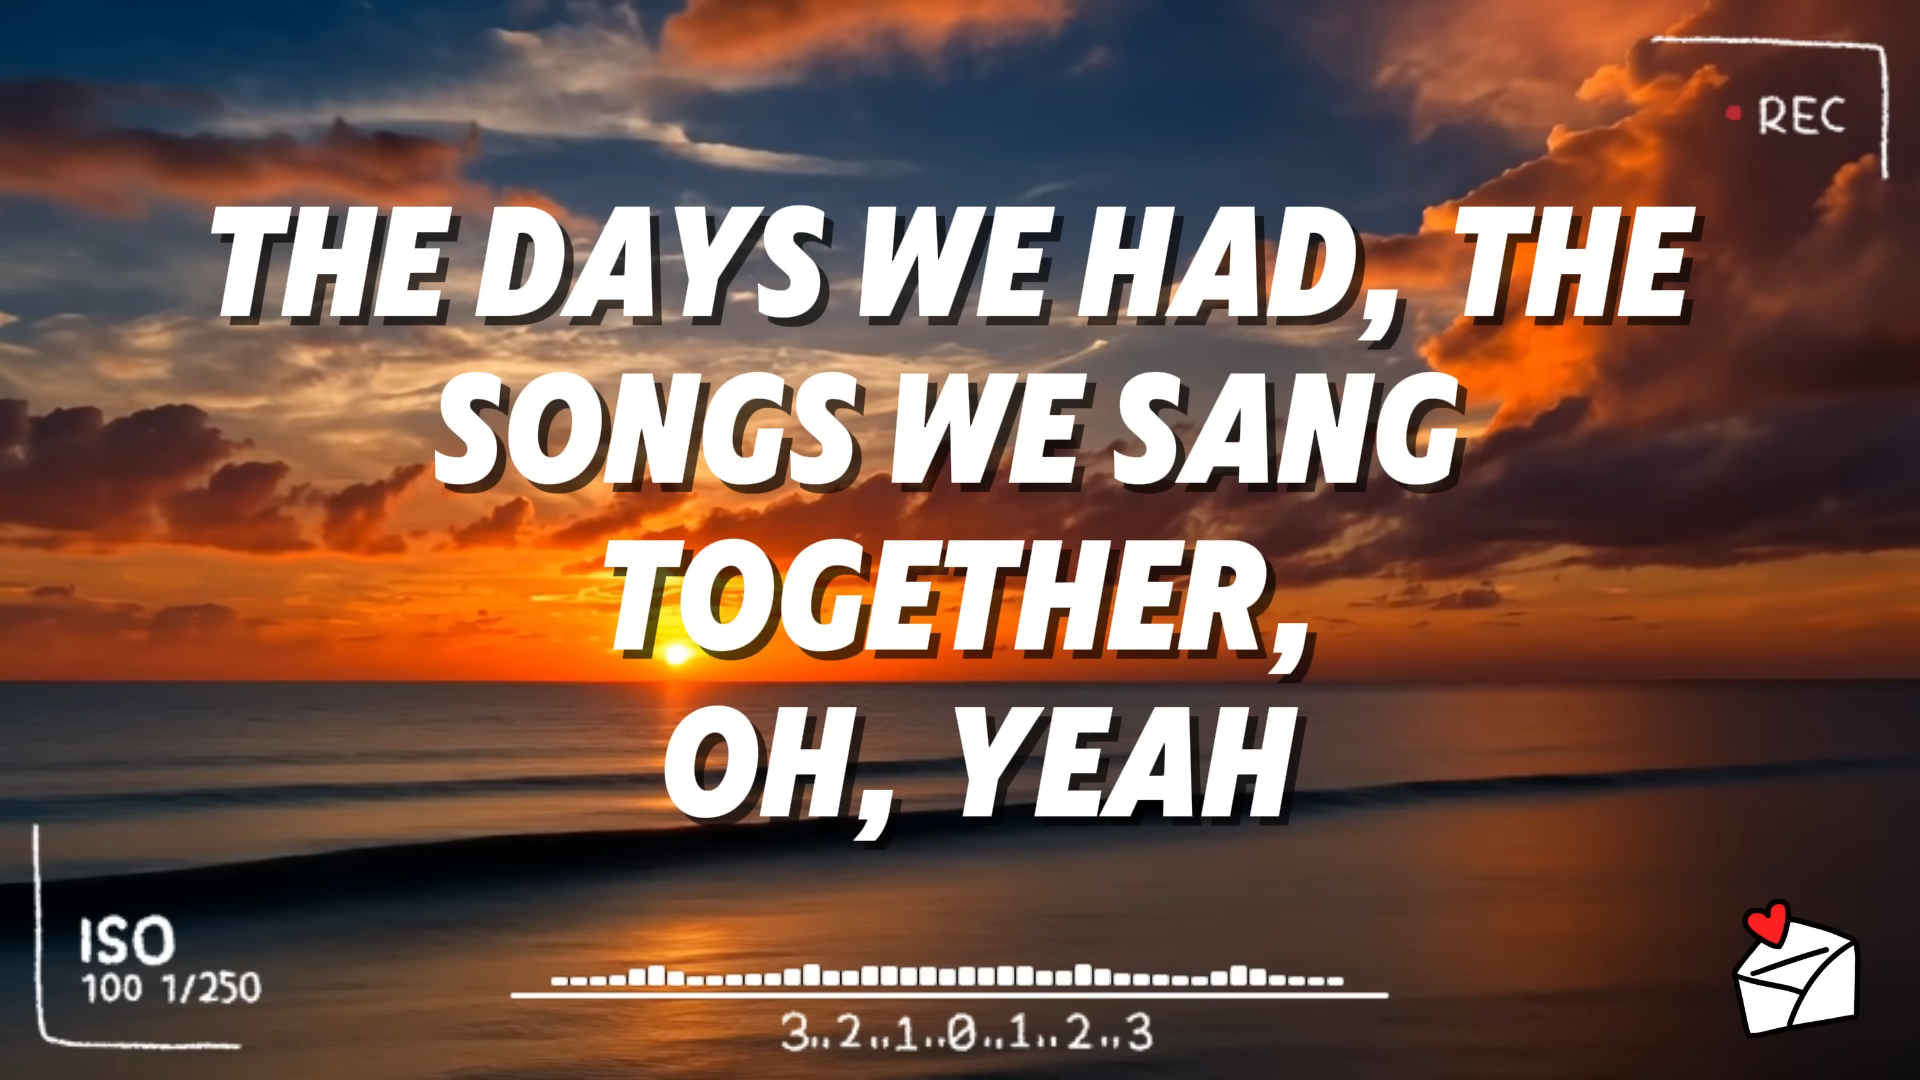 REC
THE DAYS WE HAD, THE
SONGS WE SANG
TOGETHER,
OH, YEAH
ISO
100 1/250
3..2..1..0..1..2..3